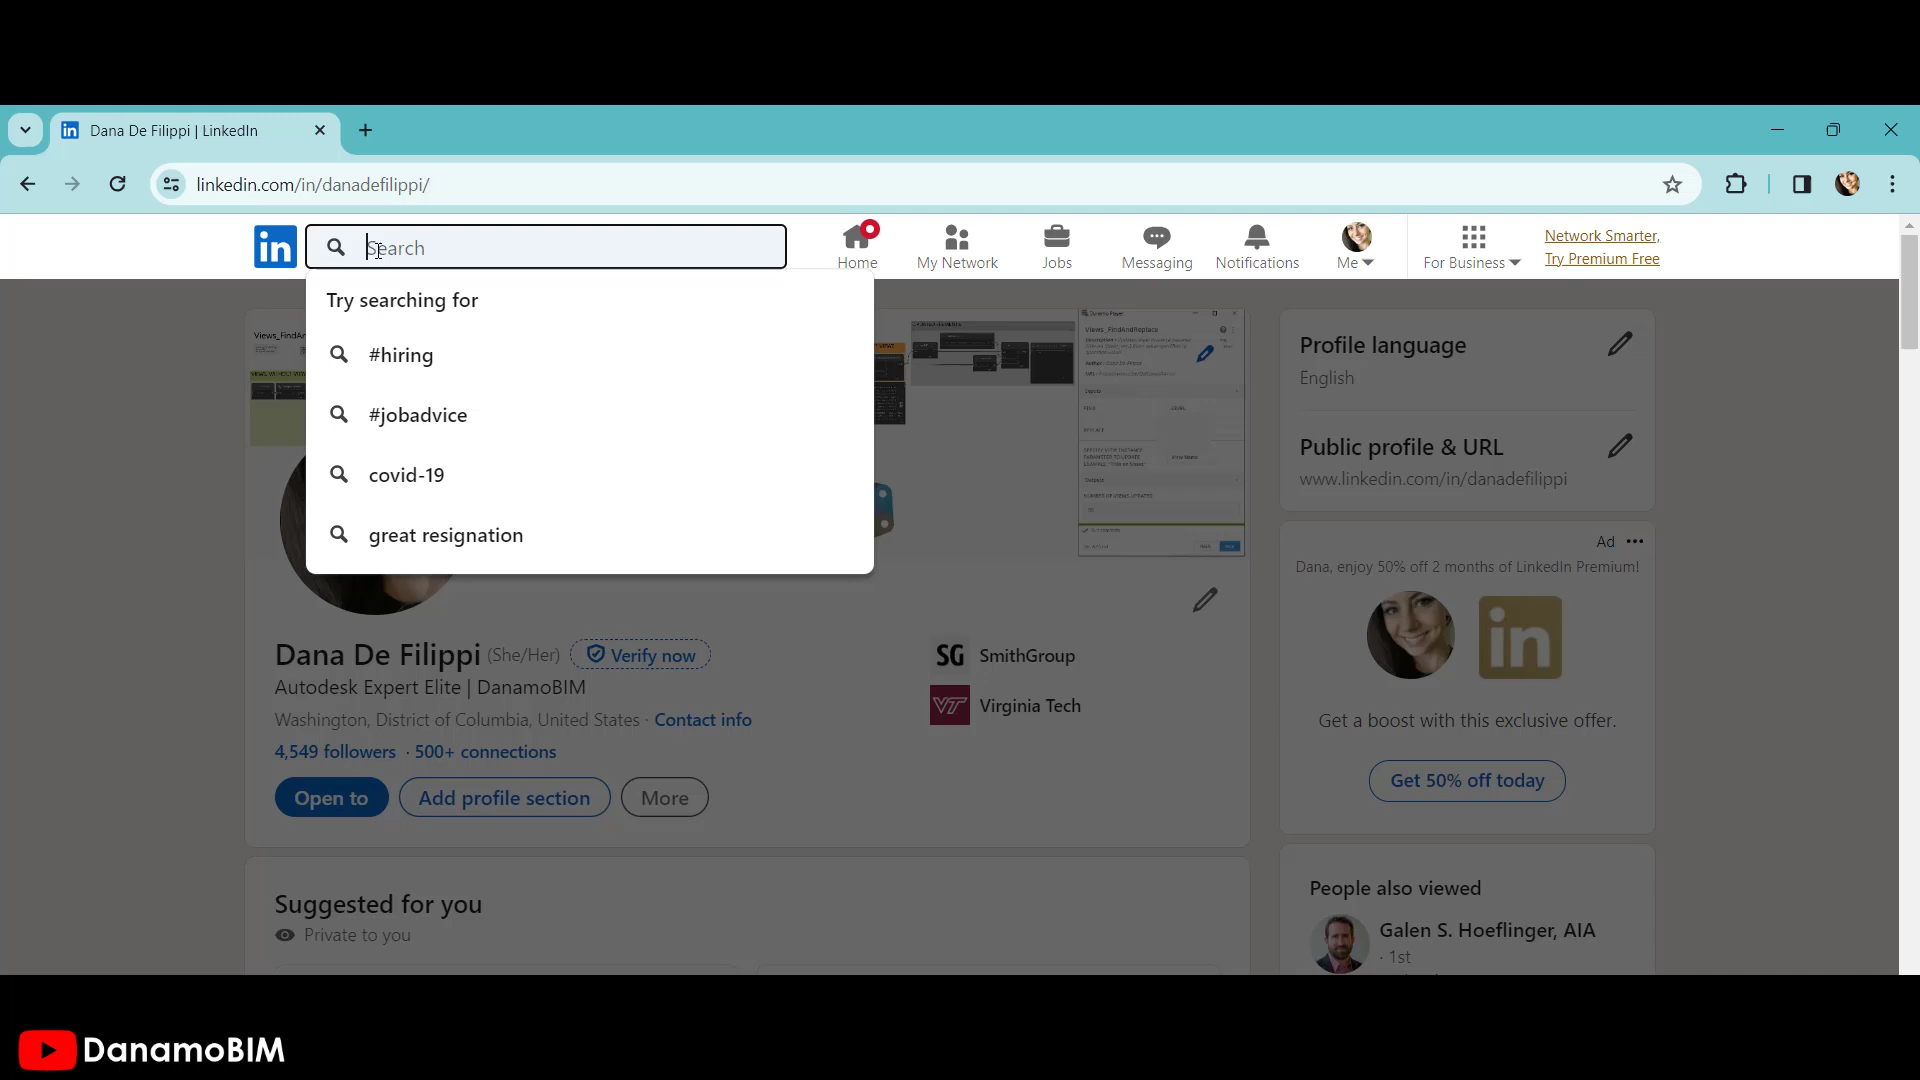 Dana De Filippi | LinkedIn
linkedin.com/in/danadefilippi/
in
Search
Home
My Network
Jobs
Messaging
Notifications
Me
For Business
Network Smarter,
Try Premium Free
Try searching for
#hiring
#jobadvice
covid-19
great resignation
Views_FindAndReplace
Profile language
English
Public profile & URL
www.linkedin.com/in/danadefilippi
Ad
Dana, enjoy 50% off 2 months of LinkedIn Premium!
in
Get a boost with this exclusive offer.
Get 50% off today
Dana De Filippi (She/Her) Verify now
Autodesk Expert Elite | DanamoBIM
Washington, District of Columbia, United States · Contact info
4,549 followers · 500+ connections
Open to
Add profile section
More
SG SmithGroup
VT Virginia Tech
Suggested for you
Private to you
People also viewed
Galen S. Hoeflinger, AIA
· 1st
DanamoBIM